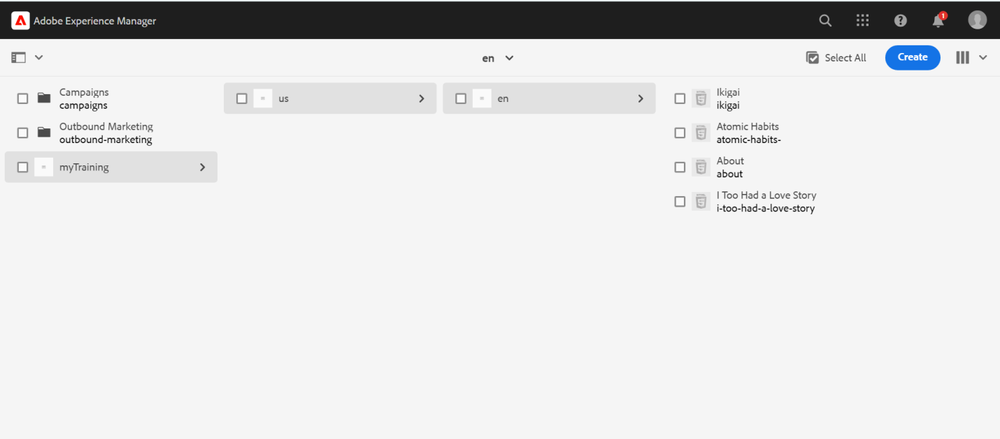 Adobe Experience Manager
1
en
Select All
Create
Campaigns
campaigns
Outbound Marketing
outbound-marketing
myTraining
us
en
Ikigai
ikigai
Atomic Habits
atomic-habits-
About
about
I Too Had a Love Story
i-too-had-a-love-story